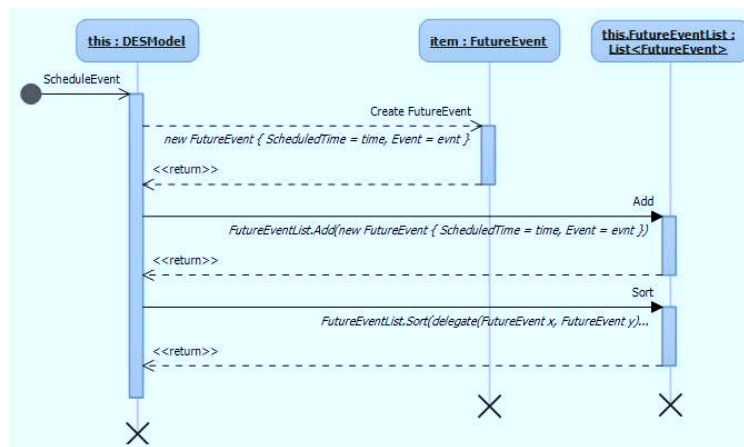 this : DESModel
item : FutureEvent
this.FutureEventList :
List<FutureEvent>
ScheduleEvent
Create FutureEvent
new FutureEvent { ScheduledTime = time, Event = evnt }
<<return>>
Add
FutureEventList.Add(new FutureEvent { ScheduledTime = time, Event = evnt })
<<return>>
Sort
FutureEventList.Sort(delegate(FutureEvent x, FutureEvent y)...
<<return>>